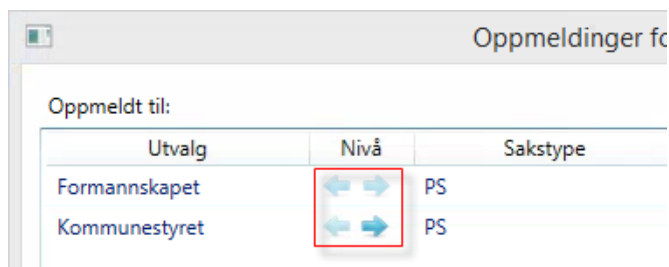 Oppmeldinger fo
Oppmeldt til:
Utvalg Nivå Sakstype
Formannskapet PS
Kommunestyret PS